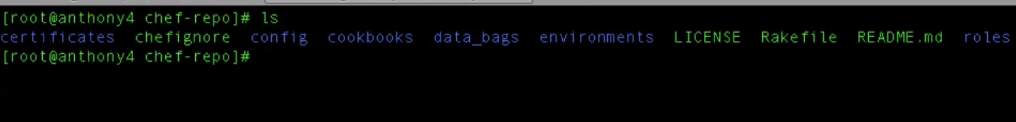 [root@anthony4 chef-repo]# ls
certificates chefignore config cookbooks data_bags environments LICENSE Rakefile README.md roles
[root@anthony4 chef-repo]#